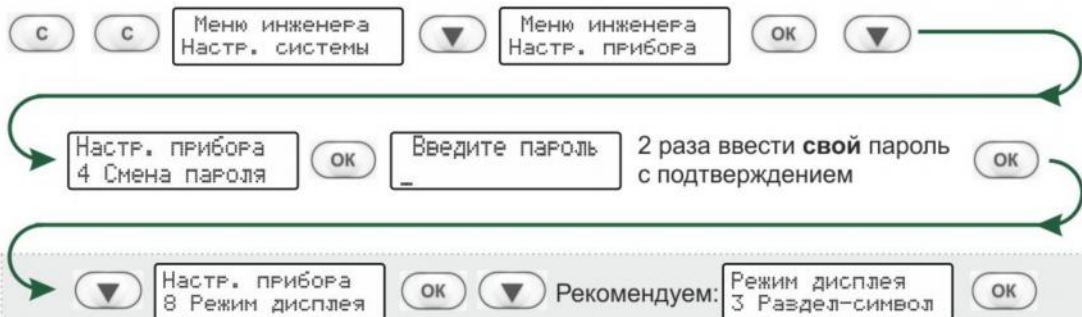 C C Меню инженера Меню инженера OK
Настр. системы Настр. прибора
Настр. прибора OK Введите пароль 2 раза ввести свой пароль OK
4 Смена пароля _ с подтверждением
Настр. прибора OK Рекомендуем: Режим дисплея OK
8 Режим дисплея 3 Раздел-символ